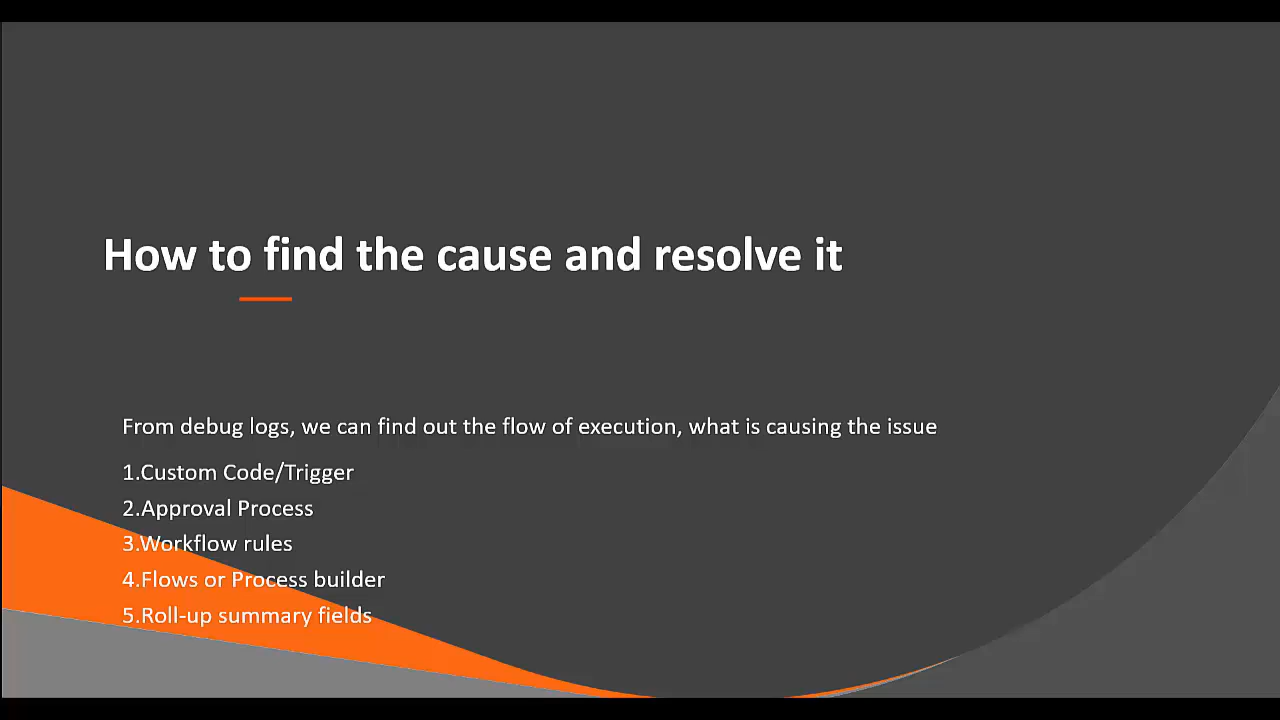 How to find the cause and resolve it
From debug logs, we can find out the flow of execution, what is causing the issue
1.Custom Code/Trigger
2.Approval Process
3.Workflow rules
4.Flows or Process builder
5.Roll-up summary fields